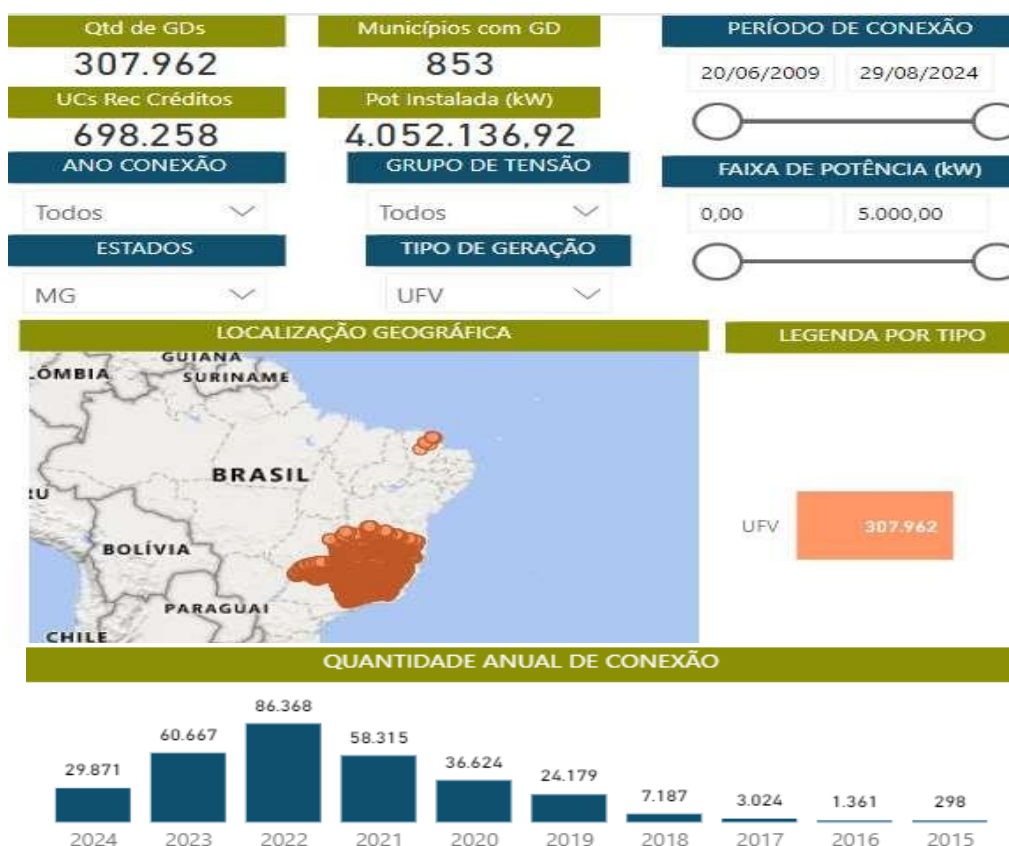 Qtd de GDs
307.962
Municípios com GD
853
PERÍODO DE CONEXÃO
20/06/2009 29/08/2024
UCs Rec Créditos
698.258
Pot Instalada (kW)
4.052.136,92
ANO CONEXÃO
Todos
GRUPO DE TENSÃO
Todos
FAIXA DE POTÊNCIA (kW)
0,00 5.000,00
ESTADOS
MG
TIPO DE GERAÇÃO
UFV
LOCALIZAÇÃO GEOGRÁFICA
GUIANA
LÔMBIA
SURINAME
BRASIL
RU
BOLÍVIA
PARAGUAI
CHILE
LEGENDA POR TIPO
UFV 307.962
QUANTIDADE ANUAL DE CONEXÃO
29.871 60.667 86.368 58.315 36.624 24.179 7.187 3.024 1.361 298
2024 2023 2022 2021 2020 2019 2018 2017 2016 2015